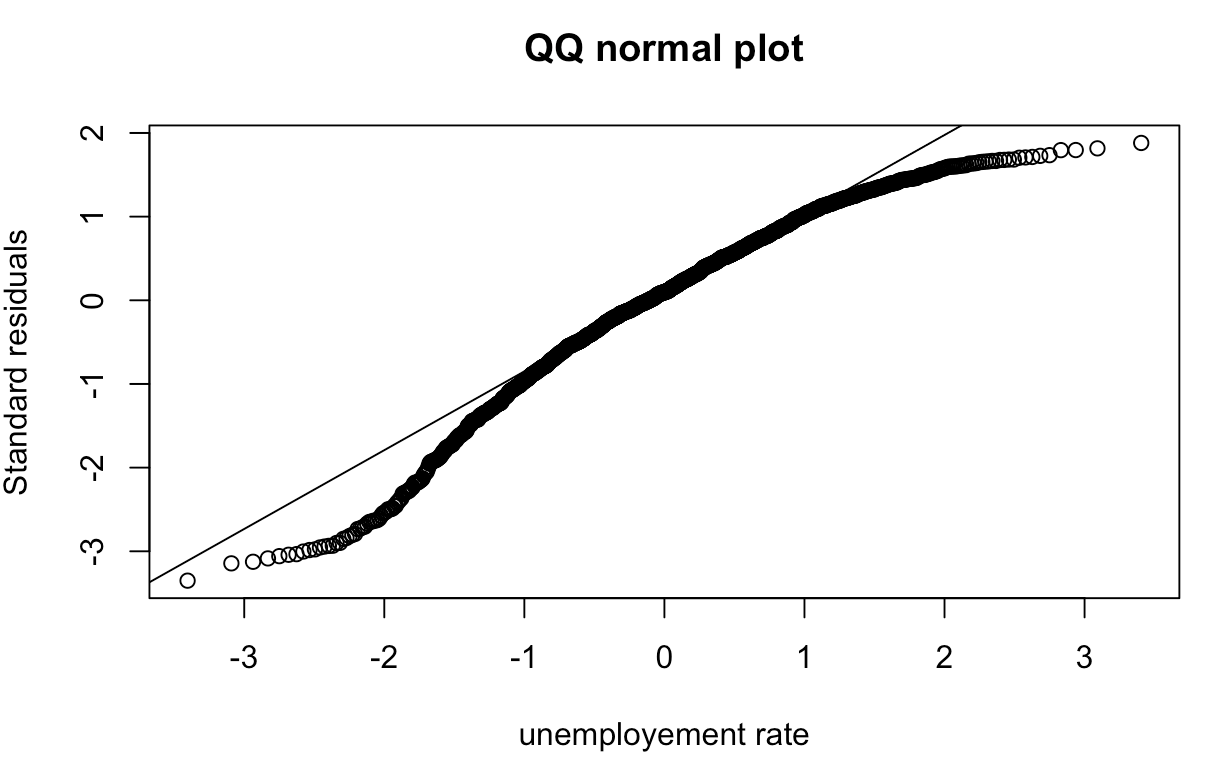 QQ normal plot
Standard residuals
2
1
0
-1
-2
-3
-3 -2 -1 0 1 2 3
unemployement rate